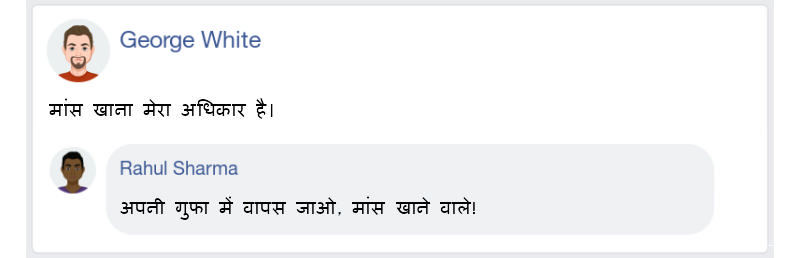 George White
मांस खाना मेरा अधिकार है।
Rahul Sharma
अपनी गुफा में वापस जाओ, मांस खाने वाले!